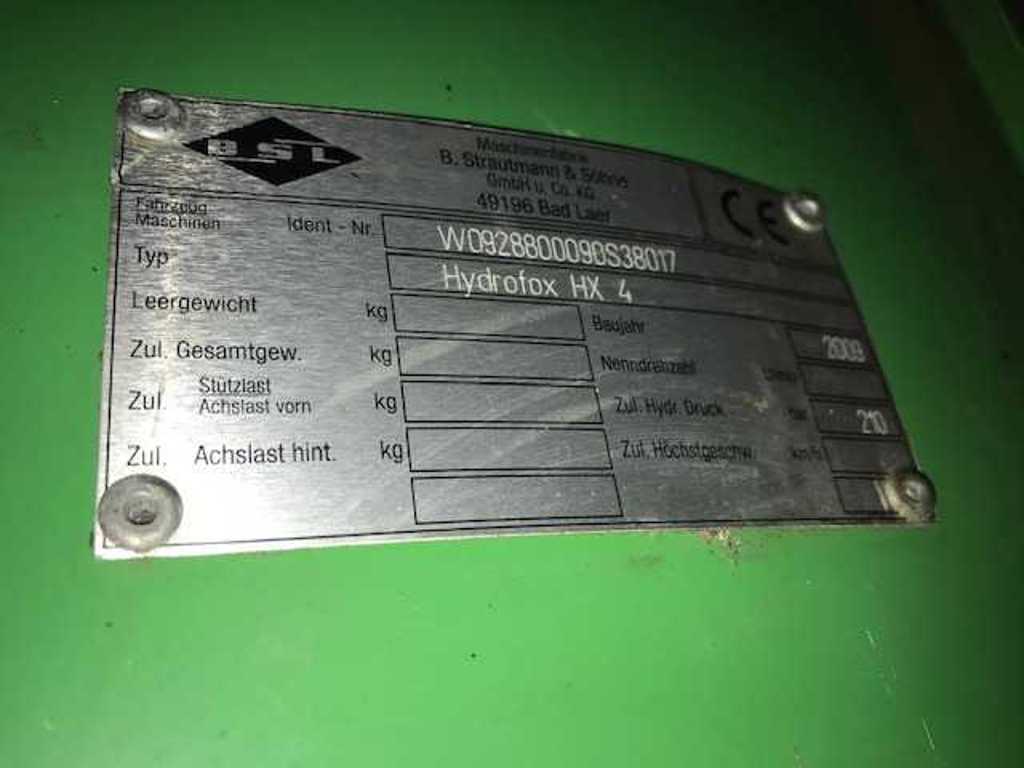 BSL
Maschinenfabrik
B. Strautmann & Söhne
GmbH u. Co. KG
49196 Bad Laer
CE
Fahrzeug
Maschinen Ident - Nr. W0928800090S38017
Typ Hydrofox HX 4
Leergewicht kg Baujahr 2009
Zul. Gesamtgew. kg Nenndrehzahl
Zul. Stützlast
Achslast vorn kg Zul. Hydr. Druck bar 210
Zul. Achslast hint. kg Zul. Höchstgeschw. km/h